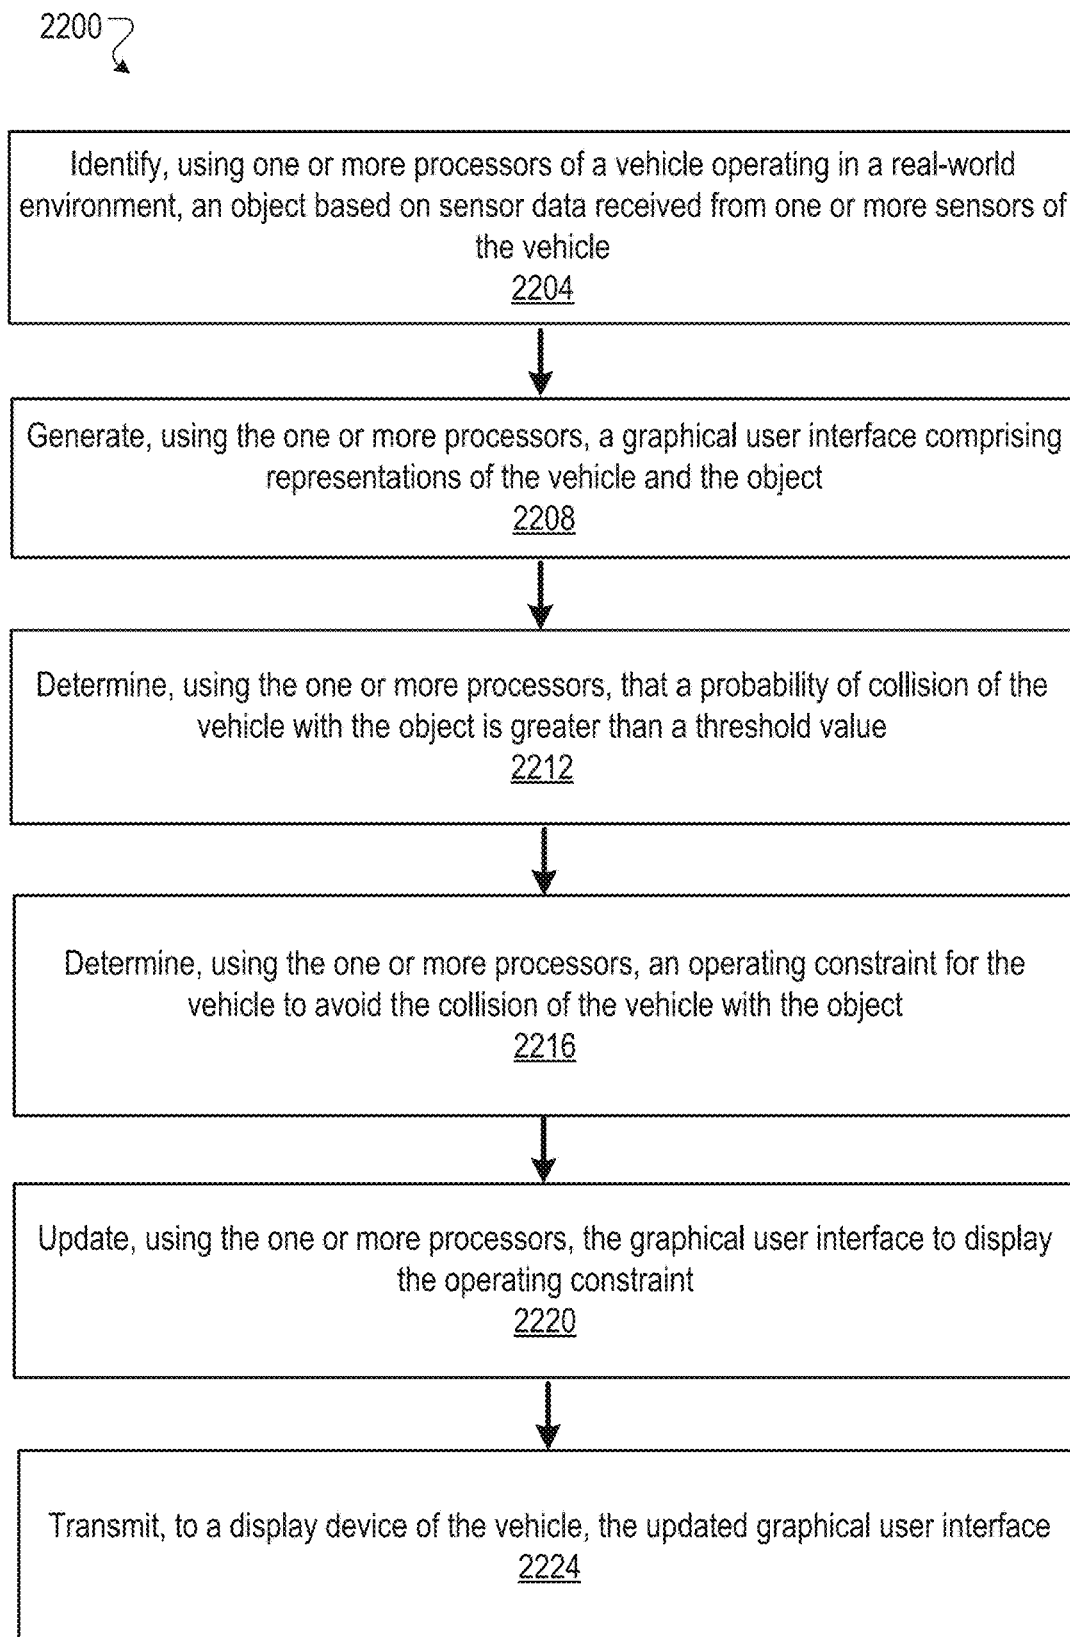 2200
Identify, using one or more processors of a vehicle operating in a real-world
environment, an object based on sensor data received from one or more sensors of
the vehicle
2204
Generate, using the one or more processors, a graphical user interface comprising
representations of the vehicle and the object
2208
Determine, using the one or more processors, that a probability of collision of the
vehicle with the object is greater than a threshold value
2212
Determine, using the one or more processors, an operating constraint for the
vehicle to avoid the collision of the vehicle with the object
2216
Update, using the one or more processors, the graphical user interface to display
the operating constraint
2220
Transmit, to a display device of the vehicle, the updated graphical user interface
2224